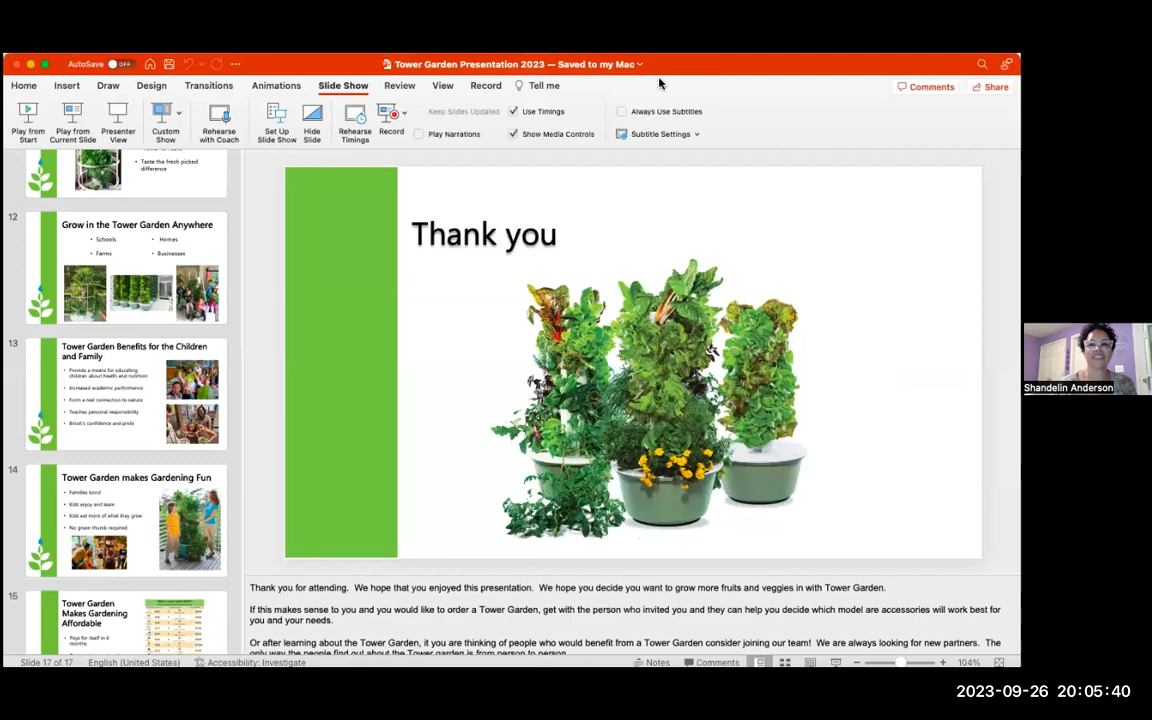 AutoSave OFF
Tower Garden Presentation 2023 — Saved to my Mac
Home Insert Draw Design Transitions Animations Slide Show Review View Record Tell me
Comments Share
Play from Start
Play from Current Slide
Presenter View
Custom Show
Rehearse with Coach
Set Up Slide Show
Hide Slide
Rehearse Timings
Record
Keep Slides Updated
Play Narrations
Use Timings
Show Media Controls
Always Use Subtitles
Subtitle Settings
• Taste the fresh picked
difference
12
Grow in the Tower Garden Anywhere
• Schools • Homes
• Farms • Businesses
13
Tower Garden Benefits for the Children
and Family
• Provide a means for educating
children about health and nutrition
• Increased academic performance
• Form a real connection to nature
• Teaches personal responsibility
• Boost's confidence and pride
14
Tower Garden makes Gardening Fun
• Families bond
• Kids enjoy and learn
• Kids eat more of what they grow
• No green thumb required
15
Tower Garden
Makes Gardening
Affordable
• Pays for itself in 6
months
Thank you
Shandelin Anderson
Thank you for attending. We hope that you enjoyed this presentation. We hope you decide you want to grow more fruits and veggies in with Tower Garden.
If this makes sense to you and you would like to order a Tower Garden, get with the person who invited you and they can help you decide which model are accessories will work best for
you and your needs.
Or after learning about the Tower Garden, it you are thinking of people who would benefit from a Tower Garden consider joining our team! We are always looking for new partners. The
only way the people find out about the Tower garden is from person to person.
Slide 17 of 17 English (United States) Accessibility: Investigate Notes Comments 104%
2023-09-26 20:05:40